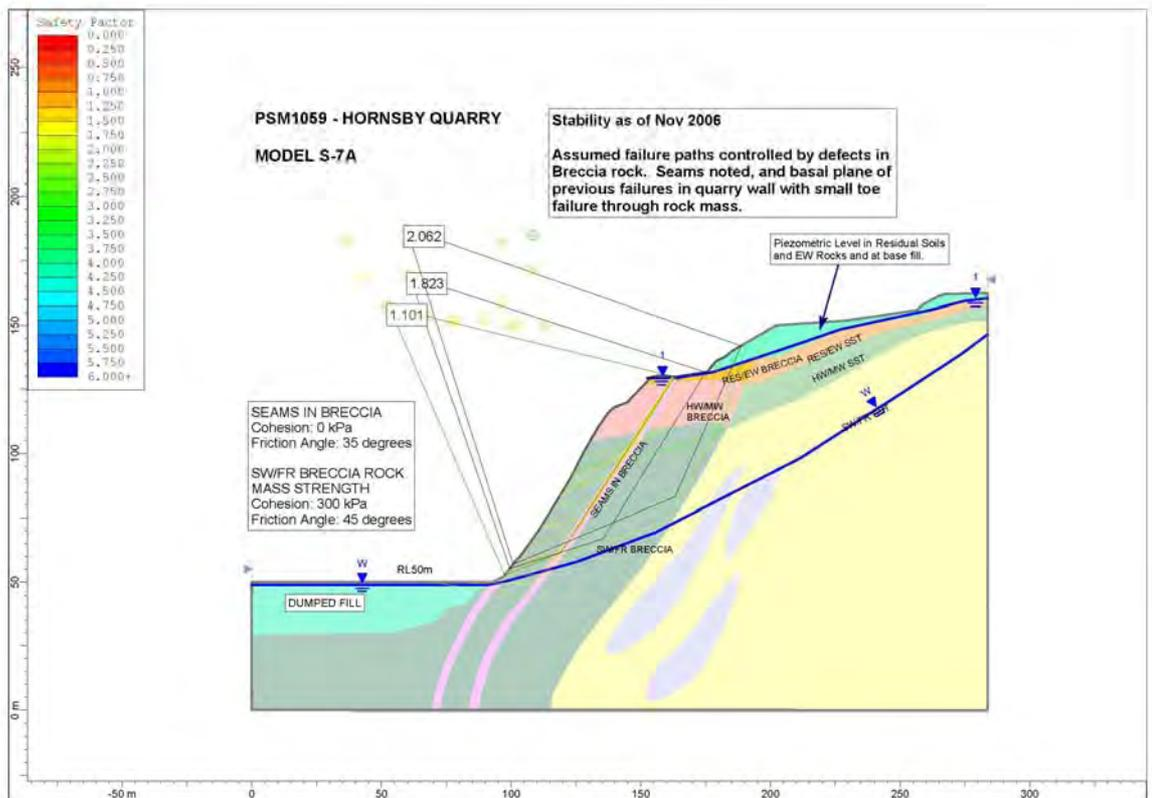 Safety Factor
0.000
0.250
0.500
0.750
1.000
1.250
1.500
1.750
2.000
2.250
2.500
2.750
3.000
3.250
3.500
3.750
4.000
4.250
4.500
4.750
5.000
5.250
5.500
5.750
6.000+
PSM1059 - HORNSBY QUARRY
MODEL S-7A
Stability as of Nov 2006
Assumed failure paths controlled by defects in
Breccia rock. Seams noted, and basal plane of
previous failures in quarry wall with small toe
failure through rock mass.
2.062
1.823
1.101
Piezometric Level in Residual Soils
and EW Rocks and at base fill.
1
1
RES/EW BRECCIA
RES/EW SST
HW/MW SST
HW/MW
BRECCIA
W
SEAMS IN BRECCIA
SW/FR BRECCIA
SEAMS IN BRECCIA
Cohesion: 0 kPa
Friction Angle: 35 degrees
SW/FR BRECCIA ROCK
MASS STRENGTH
Cohesion: 300 kPa
Friction Angle: 45 degrees
W
RL50m
DUMPED FILL
250
200
150
100
50
0 m
-50 m
0
50
100
150
200
250
300